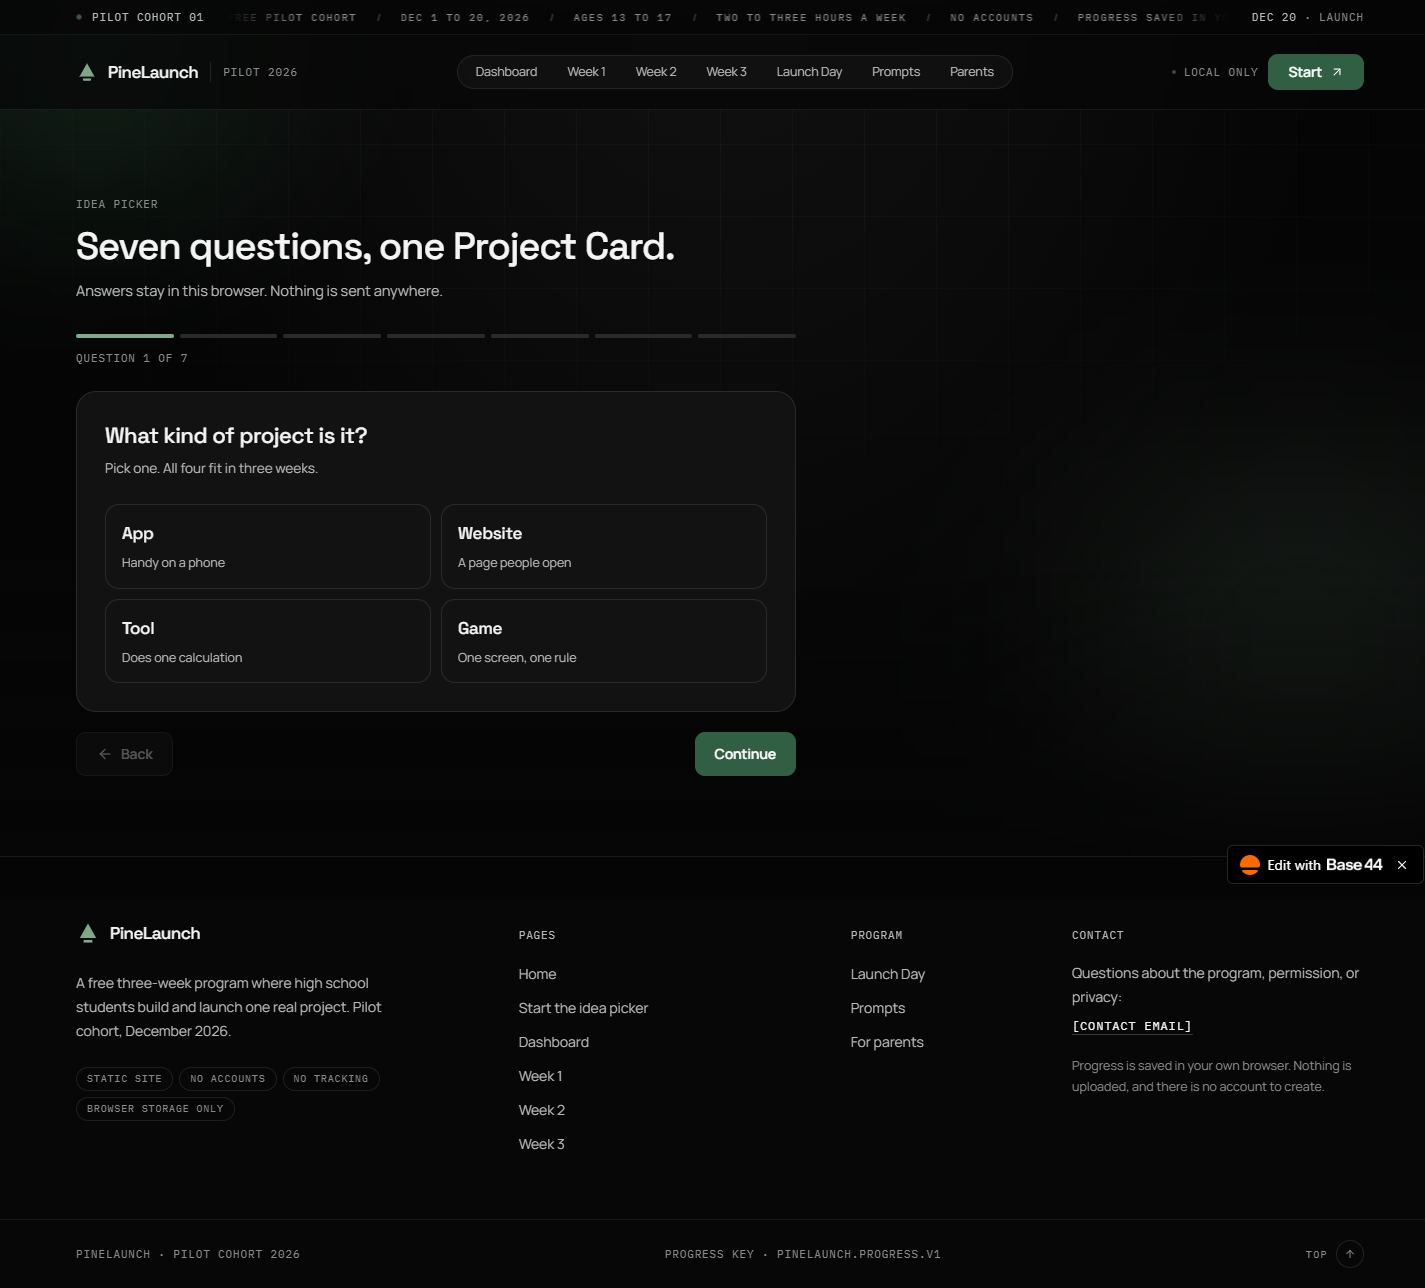 PILOT COHORT 01
REE PILOT COHORT / DEC 1 TO 20, 2026 / AGES 13 TO 17 / TWO TO THREE HOURS A WEEK / NO ACCOUNTS / PROGRESS SAVED IN
DEC 20 · LAUNCH
PineLaunch
PILOT 2026
Dashboard Week 1 Week 2 Week 3 Launch Day Prompts Parents
LOCAL ONLY
Start
IDEA PICKER
Seven questions, one Project Card.
Answers stay in this browser. Nothing is sent anywhere.
QUESTION 1 OF 7
What kind of project is it?
Pick one. All four fit in three weeks.
App
Handy on a phone
Website
A page people open
Tool
Does one calculation
Game
One screen, one rule
Back
Continue
Edit with Base44
PineLaunch
A free three-week program where high school
students build and launch one real project. Pilot
cohort, December 2026.
STATIC SITE
NO ACCOUNTS
NO TRACKING
BROWSER STORAGE ONLY
PAGES
Home
Start the idea picker
Dashboard
Week 1
Week 2
Week 3
PROGRAM
Launch Day
Prompts
For parents
CONTACT
Questions about the program, permission, or
privacy:
[CONTACT EMAIL]
Progress is saved in your own browser. Nothing is
uploaded, and there is no account to create.
PINELAUNCH · PILOT COHORT 2026
PROGRESS KEY · PINELAUNCH.PROGRESS.V1
TOP